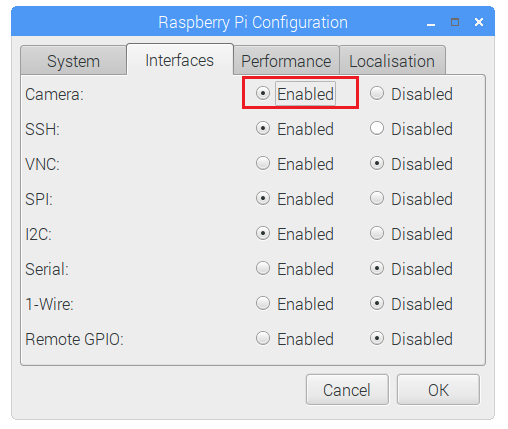 Raspberry Pi Configuration
System Interfaces Performance Localisation
Camera: Enabled Disabled
SSH: Enabled Disabled
VNC: Enabled Disabled
SPI: Enabled Disabled
I2C: Enabled Disabled
Serial: Enabled Disabled
1-Wire: Enabled Disabled
Remote GPIO: Enabled Disabled
Cancel OK